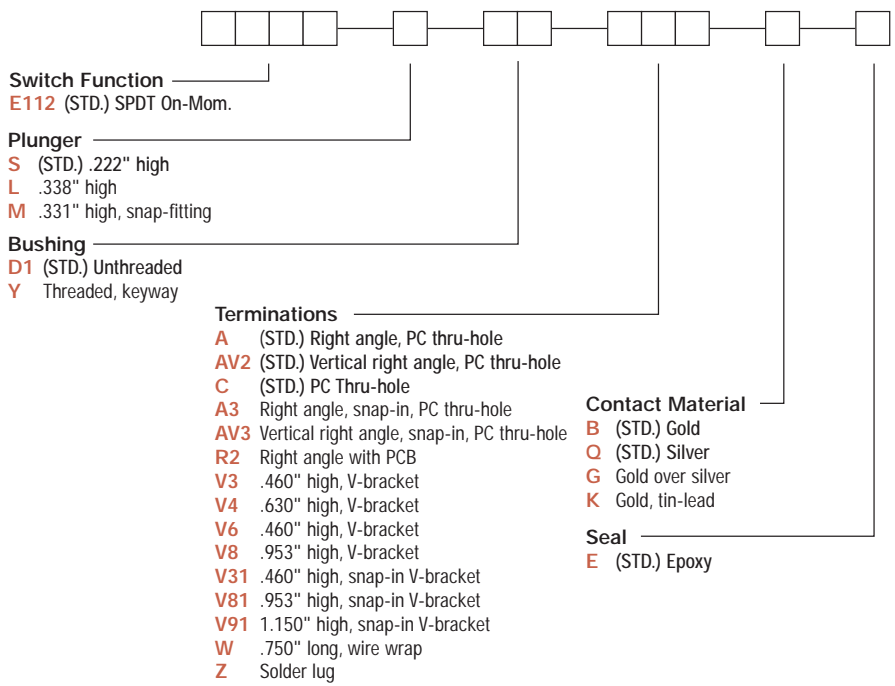 Switch Function
E112 (STD.) SPDT On-Mom.
Plunger
S (STD.) .222" high
L .338" high
M .331" high, snap-fitting
Bushing
D1 (STD.) Unthreaded
Y Threaded, keyway
Terminations
A (STD.) Right angle, PC thru-hole
AV2 (STD.) Vertical right angle, PC thru-hole
C (STD.) PC Thru-hole
A3 Right angle, snap-in, PC thru-hole
AV3 Vertical right angle, snap-in, PC thru-hole
R2 Right angle with PCB
V3 .460" high, V-bracket
V4 .630" high, V-bracket
V6 .460" high, V-bracket
V8 .953" high, V-bracket
V31 .460" high, snap-in V-bracket
V81 .953" high, snap-in V-bracket
V91 1.150" high, snap-in V-bracket
W .750" long, wire wrap
Z Solder lug
Contact Material
B (STD.) Gold
Q (STD.) Silver
G Gold over silver
K Gold, tin-lead
Seal
E (STD.) Epoxy